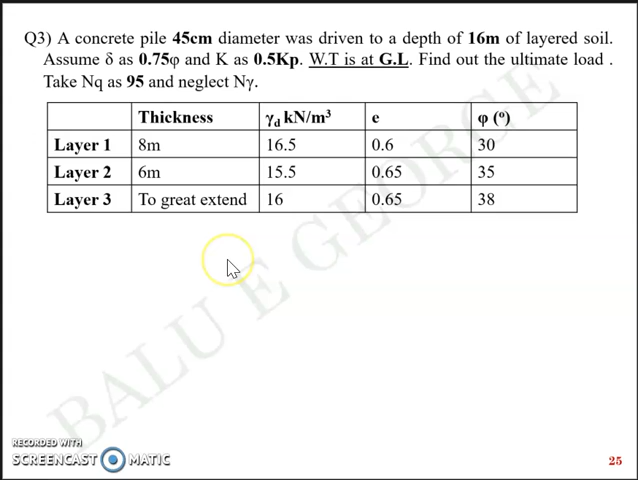 Q3) A concrete pile 45cm diameter was driven to a depth of 16m of layered soil.
Assume δ as 0.75φ and K as 0.5Kp. W.T is at G.L. Find out the ultimate load .
Take Nq as 95 and neglect Nγ.
Thickness γd kN/m³ e φ (º)
Layer 1 8m 16.5 0.6 30
Layer 2 6m 15.5 0.65 35
Layer 3 To great extend 16 0.65 38
BALU E GEORGE
RECORDED WITH
SCREENCAST MATIC
25